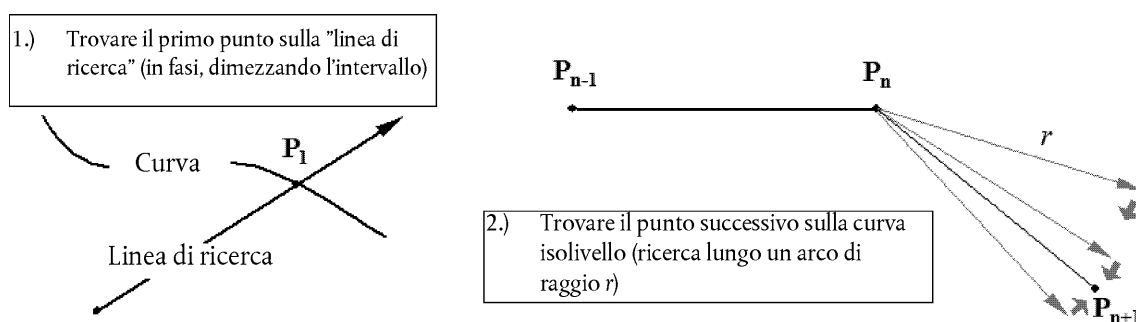 1.) Trovare il primo punto sulla "linea di
ricerca" (in fasi, dimezzando l'intervallo)
P1
Curva
Linea di ricerca
Pn-1
Pn
r
2.) Trovare il punto successivo sulla curva
isolivello (ricerca lungo un arco di
raggio r)
Pn+1